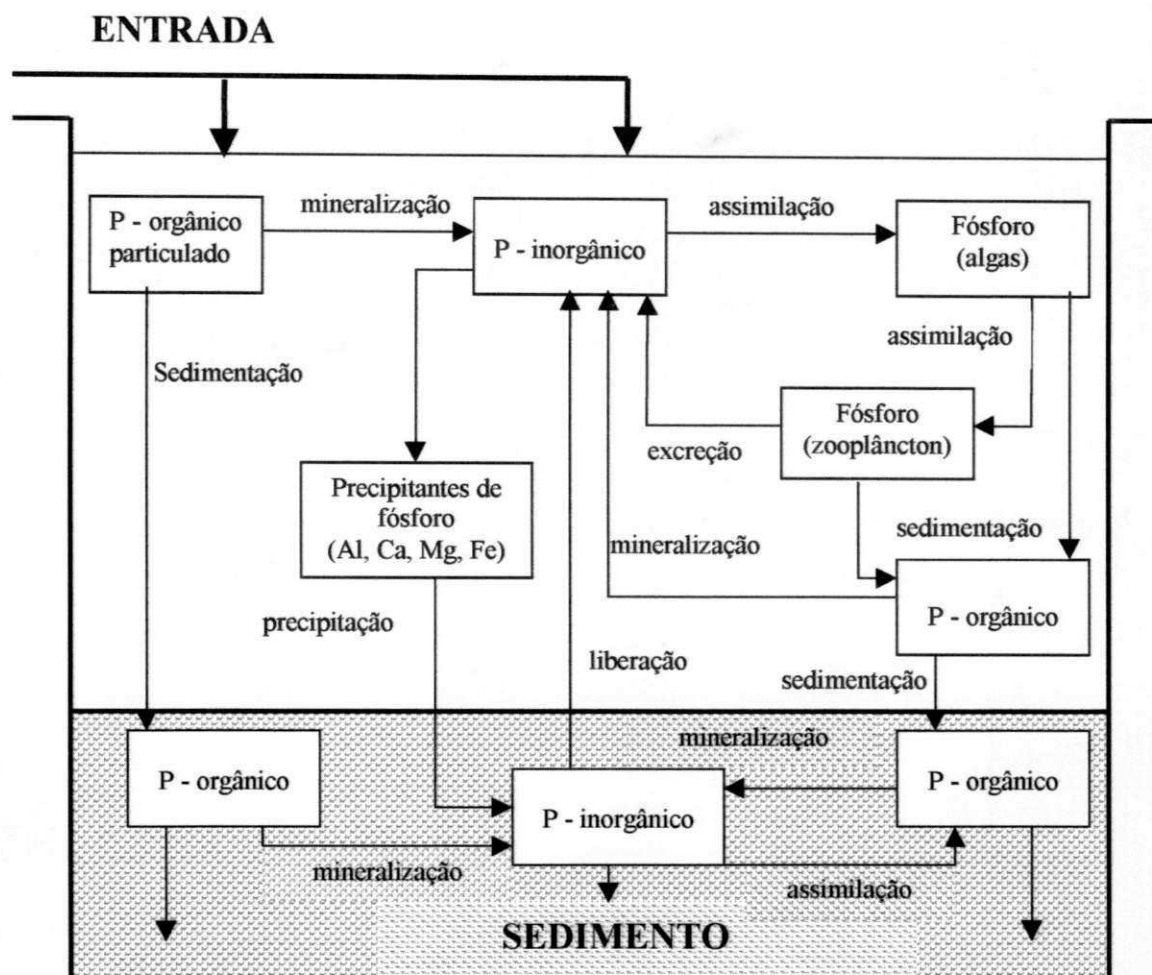 ENTRADA
P - orgânico
particulado
mineralização
P - inorgânico
assimilação
Fósforo
(algas)
assimilação
Sedimentação
Fósforo
(zooplâncton)
excreção
Precipitantes de
fósforo
(Al, Ca, Mg, Fe)
mineralização
sedimentação
P - orgânico
precipitação
liberação
sedimentação
mineralização
P - orgânico
P - inorgânico
P - orgânico
mineralização
assimilação
SEDIMENTO